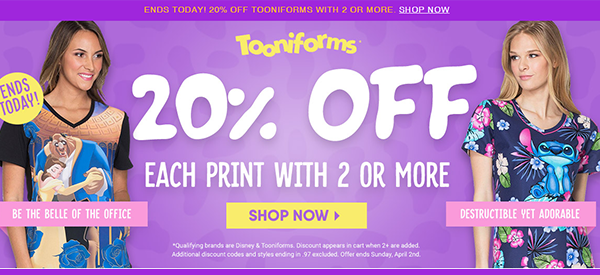 ENDS TODAY! 20% OFF TOONIFORMS WITH 2 OR MORE. SHOP NOW
Tooniforms
ENDS
TODAY!
20% OFF
EACH PRINT WITH 2 OR MORE
BE THE BELLE OF THE OFFICE
SHOP NOW
DESTRUCTIBLE YET ADORABLE
*Qualifying brands are Disney & Tooniforms. Discount appears in cart when 2+ are added.
Additional discount codes and styles ending in .97 excluded. Offer ends Sunday, April 2nd.